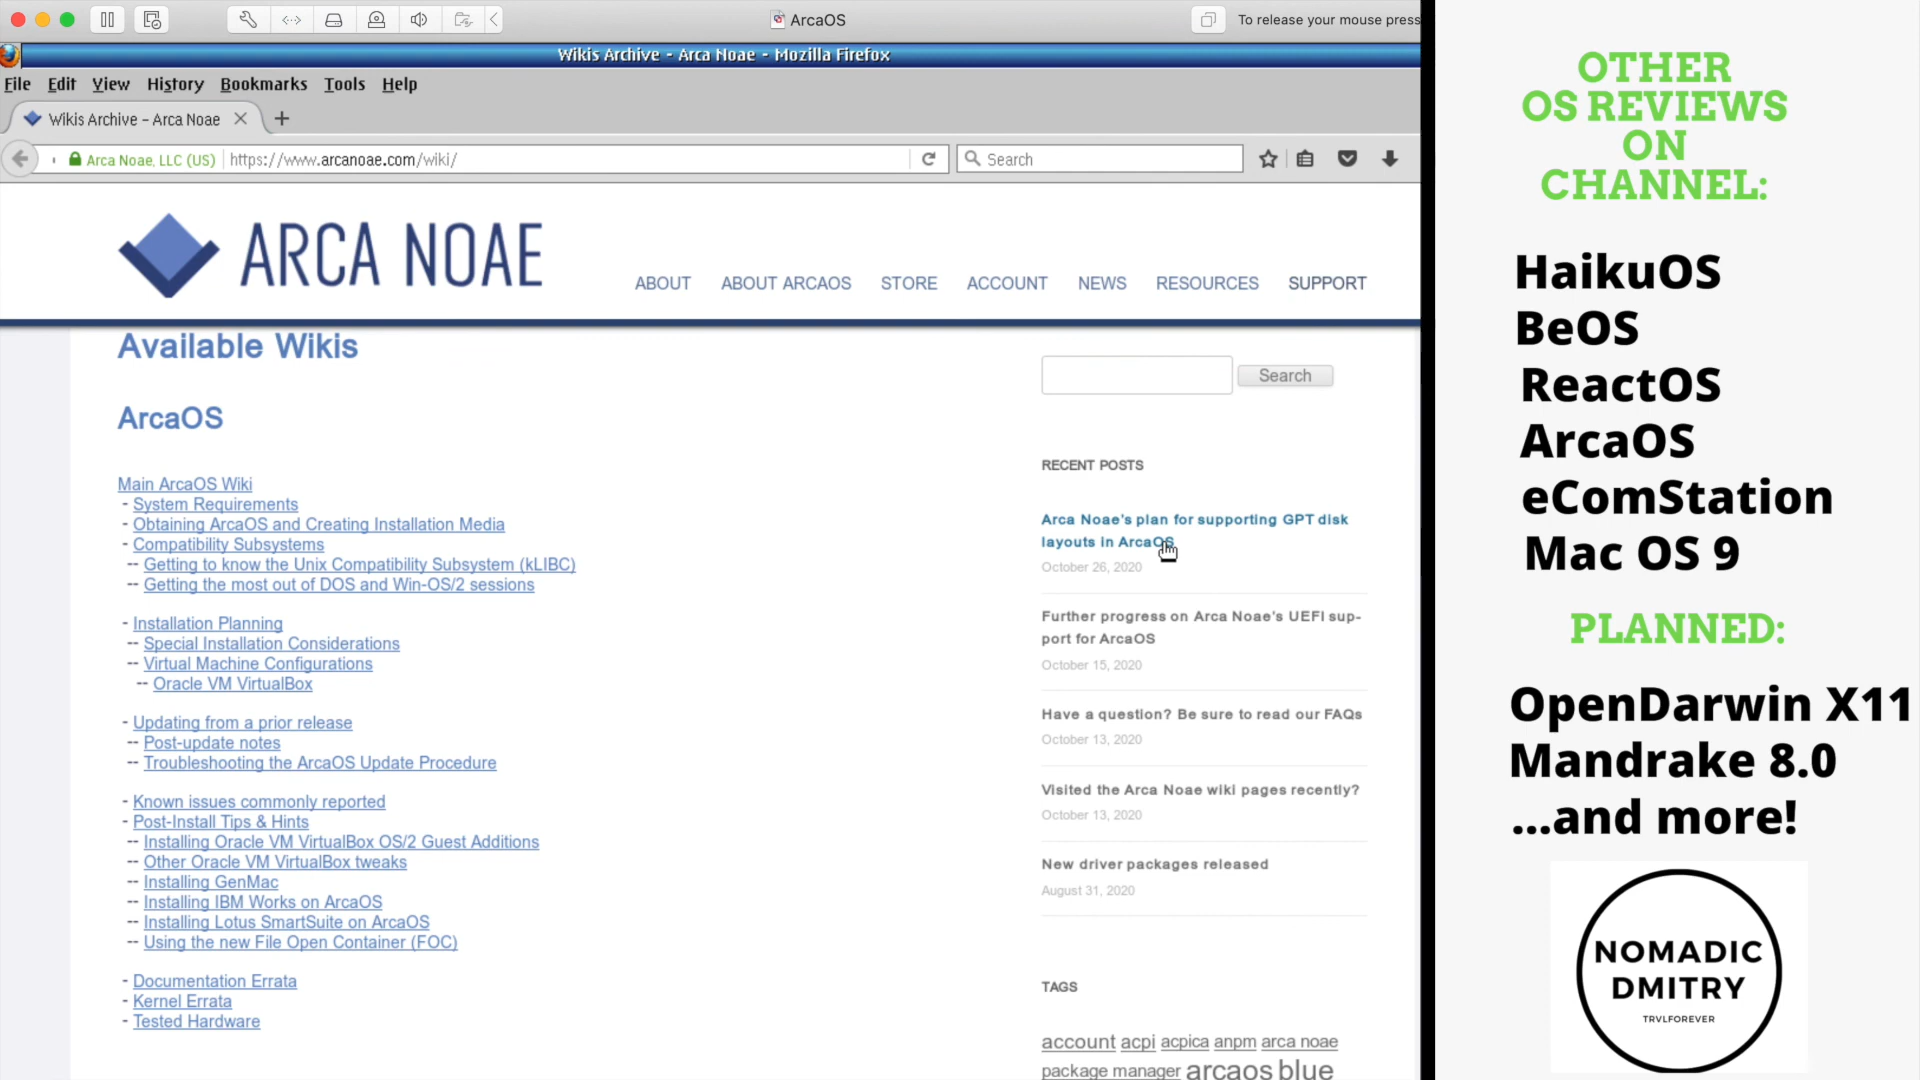 ArcaOS
To release your mouse press
Wikis Archive - Arca Noae - Mozilla Firefox
File Edit View History Bookmarks Tools Help
Wikis Archive - Arca Noae
Arca Noae, LLC (US) https://www.arcanoae.com/wiki/
Search
ARCA NOAE
ABOUT ABOUT ARCAOS STORE ACCOUNT NEWS RESOURCES SUPPORT
Available Wikis
ArcaOS
Main ArcaOS Wiki
- System Requirements
- Obtaining ArcaOS and Creating Installation Media
- Compatibility Subsystems
-- Getting to know the Unix Compatibility Subsystem (kLIBC)
-- Getting the most out of DOS and Win-OS/2 sessions
- Installation Planning
-- Special Installation Considerations
-- Virtual Machine Configurations
-- Oracle VM VirtualBox
- Updating from a prior release
-- Post-update notes
-- Troubleshooting the ArcaOS Update Procedure
- Known issues commonly reported
- Post-Install Tips & Hints
-- Installing Oracle VM VirtualBox OS/2 Guest Additions
-- Other Oracle VM VirtualBox tweaks
-- Installing GenMac
-- Installing IBM Works on ArcaOS
-- Installing Lotus SmartSuite on ArcaOS
-- Using the new File Open Container (FOC)
- Documentation Errata
- Kernel Errata
- Tested Hardware
Search
RECENT POSTS
Arca Noae's plan for supporting GPT disk
layouts in ArcaOS
October 26, 2020
Further progress on Arca Noae's UEFI sup-
port for ArcaOS
October 15, 2020
Have a question? Be sure to read our FAQs
October 13, 2020
Visited the Arca Noae wiki pages recently?
October 13, 2020
New driver packages released
August 31, 2020
TAGS
account acpi acpica anpm arca noae
package manager arcaos blue
OTHER
OS REVIEWS
ON
CHANNEL:
HaikuOS
BeOS
ReactOS
ArcaOS
eComStation
Mac OS 9
PLANNED:
OpenDarwin X11
Mandrake 8.0
...and more!
NOMADIC
DMITRY
TRVLFOREVER